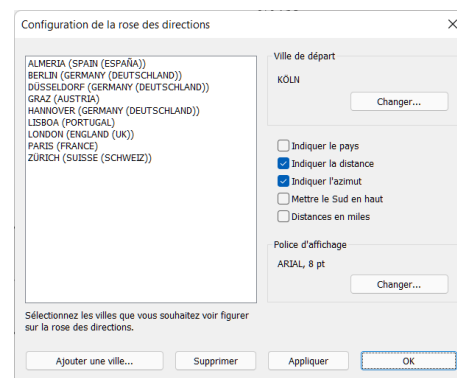 Configuration de la rose des directions
ALMERIA (SPAIN (ESPAÑA))
BERLIN (GERMANY (DEUTSCHLAND))
DÜSSELDORF (GERMANY (DEUTSCHLAND))
GRAZ (AUSTRIA)
HANNOVER (GERMANY (DEUTSCHLAND))
LISBOA (PORTUGAL)
LONDON (ENGLAND (UK))
PARIS (FRANCE)
ZÜRICH (SUISSE (SCHWEIZ))
Sélectionnez les villes que vous souhaitez voir figurer
sur la rose des directions.
Ville de départ
KÖLN
Changer...
Indiquer le pays
Indiquer la distance
Indiquer l'azimut
Mettre le Sud en haut
Distances en miles
Police d'affichage
ARIAL, 8 pt
Changer...
Ajouter une ville...
Supprimer
Appliquer
OK